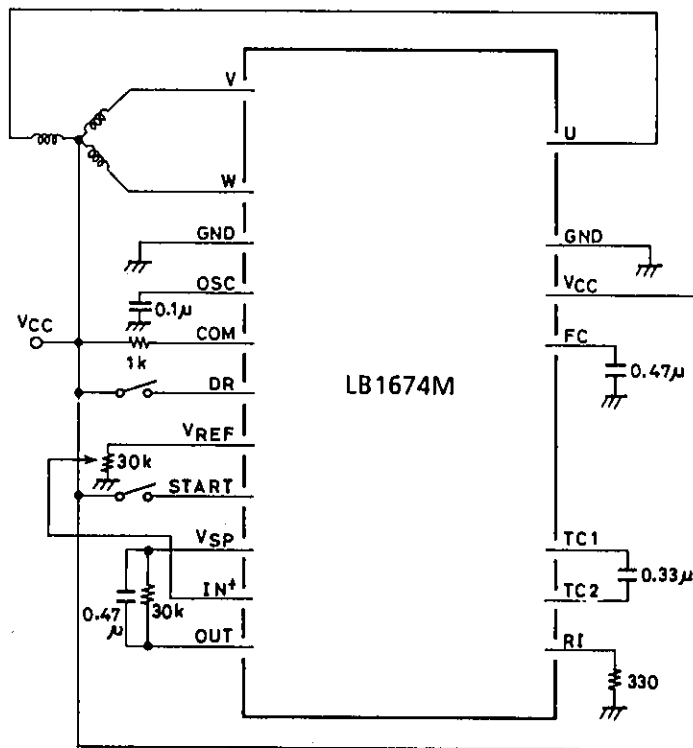 V
U
W
GND
GND
OSC
0.1μ
VCC
VCC
COM
1k
FC
0.47μ
DR
LB1674M
VREF
30k
START
VSP
TC1
0.33μ
IN+
TC2
0.47
μ
30k
OUT
RI
330